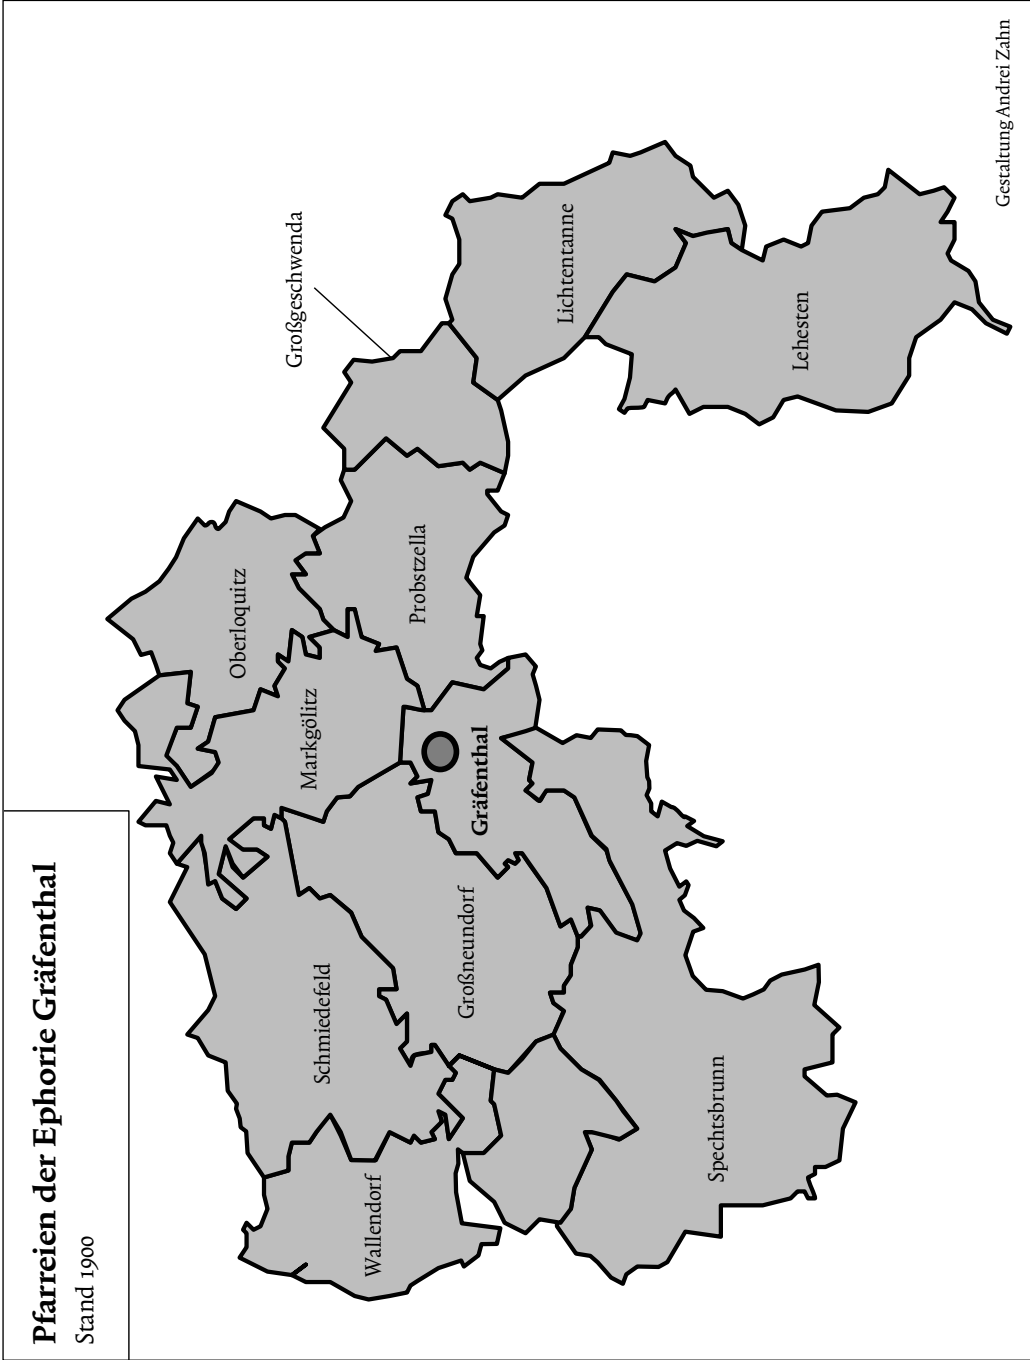 Pfarreien der Ephorie Gräfenthal
Stand 1900
Großgeschwenda
Lichtentanne
Lehesten
Oberloquitz
Probstzella
Markgölitz
Gräfenthal
Großneundorf
Schmiedefeld
Wallendorf
Spechtsbrunn
Gestaltung Andrei Zahn